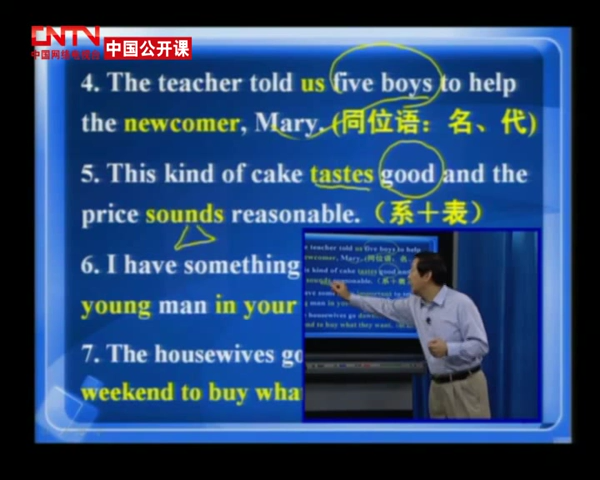 CNTV
中国网络电视台
中国公开课
4. The teacher told us five boys to help
the newcomer, Mary. (同位语：名、代)
5. This kind of cake tastes good and the
price sounds reasonable.（系＋表）
6. I have something
young man in your
7. The housewives go
weekend to buy what